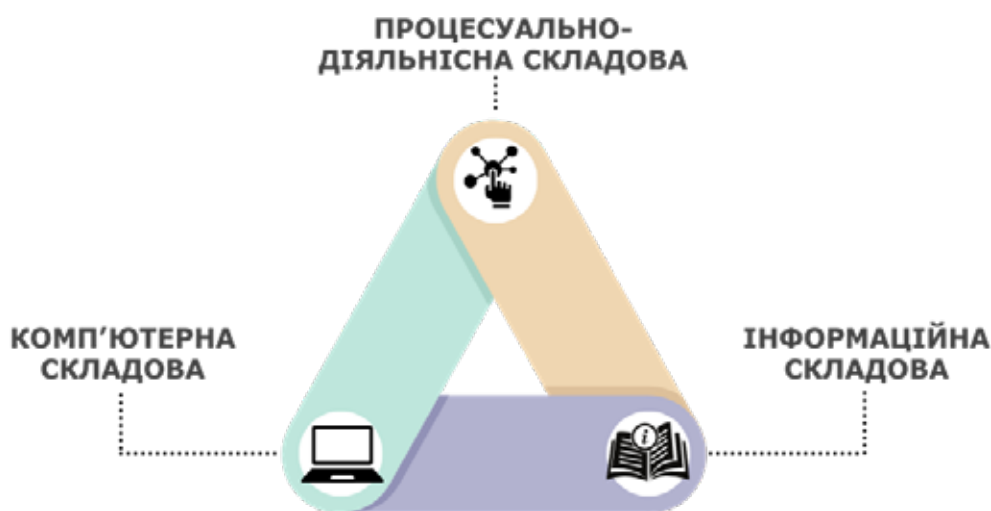 ПРОЦЕСУАЛЬНО-
ДІЯЛЬНІСНА СКЛАДОВА
КОМП’ЮТЕРНА
СКЛАДОВА
ІНФОРМАЦІЙНА
СКЛАДОВА
i